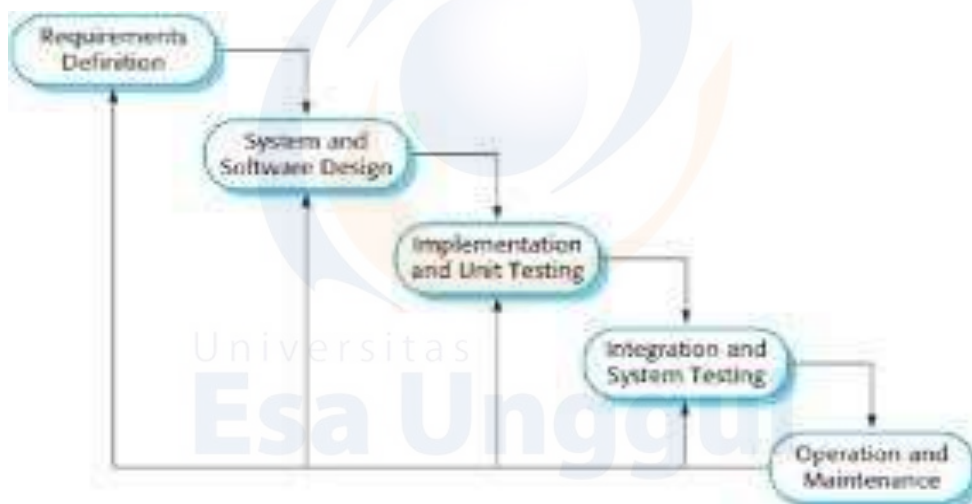 Requirements
Definition
System and
Software Design
Implementation
and Unit Testing
Integration and
System Testing
Operation and
Maintenance
Universitas
Esa Unggul